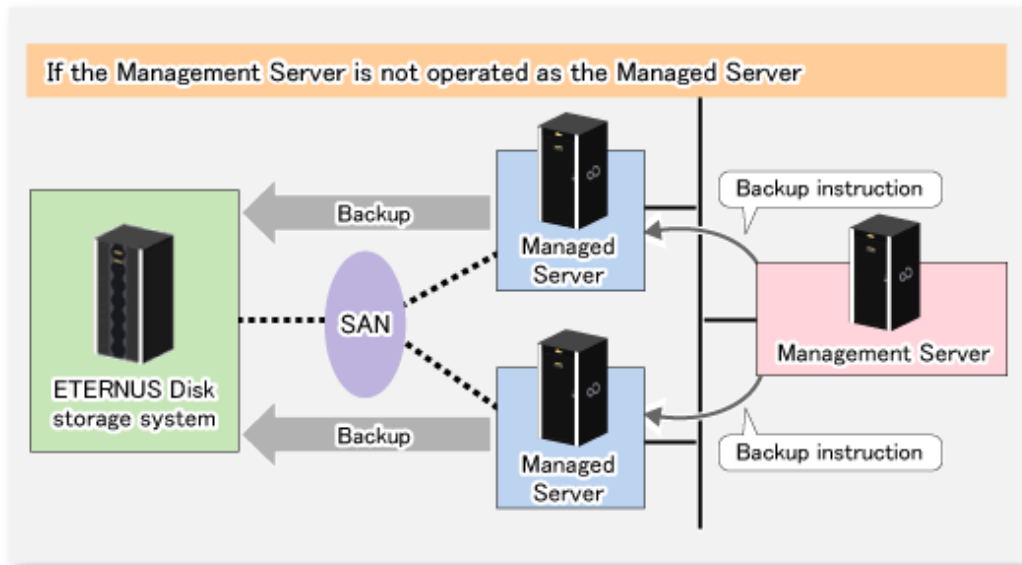 If the Management Server is not operated as the Managed Server
Backup instruction
Backup
Managed
Server
SAN
Management Server
ETERNUS Disk
storage system
Backup
Managed
Server
Backup instruction